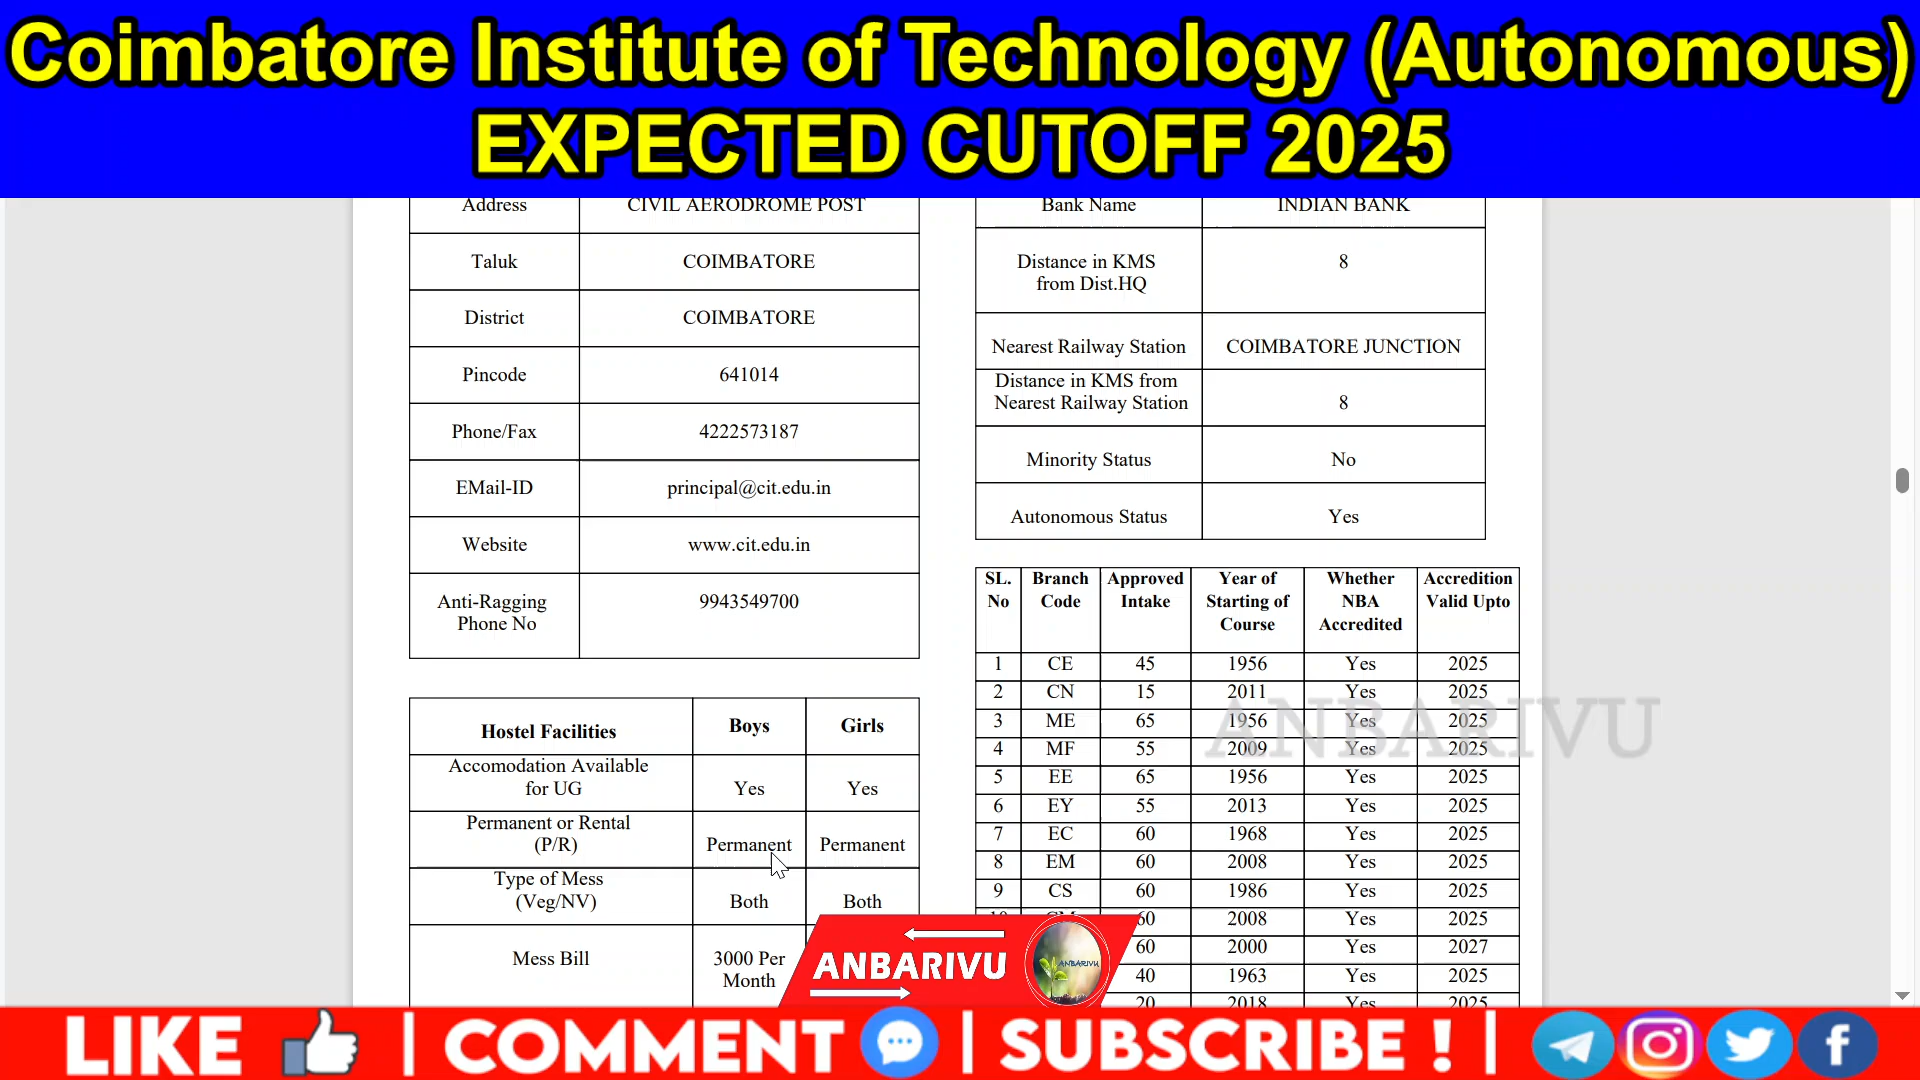 Coimbatore Institute of Technology (Autonomous)
EXPECTED CUTOFF 2025
Address CIVIL AERODROME POST
Taluk COIMBATORE
District COIMBATORE
Pincode 641014
Phone/Fax 4222573187
EMail-ID principal@cit.edu.in
Website www.cit.edu.in
Anti-Ragging 9943549700
Phone No
Hostel Facilities Boys Girls
Accomodation Available
for UG Yes Yes
Permanent or Rental
(P/R) Permanent Permanent
Type of Mess
(Veg/NV) Both Both
Mess Bill 3000 Per
Month
Bank Name INDIAN BANK
Distance in KMS 8
from Dist.HQ
Nearest Railway Station COIMBATORE JUNCTION
Distance in KMS from
Nearest Railway Station 8
Minority Status No
Autonomous Status Yes
SL. Branch Approved Year of Whether Accredition
No Code Intake Starting of NBA Valid Upto
Course Accredited
1 CE 45 1956 Yes 2025
2 CN 15 2011 Yes 2025
3 ME 65 1956 Yes 2025
4 MF 55 2009 Yes 2025
5 EE 65 1956 Yes 2025
6 EY 55 2013 Yes 2025
7 EC 60 1968 Yes 2025
8 EM 60 2008 Yes 2025
9 CS 60 1986 Yes 2025
60 2008 Yes 2025
60 2000 Yes 2027
40 1963 Yes 2025
20 2018 Yes 2025
ANBARIVU
ANBARIVU
ANBARIVU
LIKE | COMMENT | SUBSCRIBE ! |